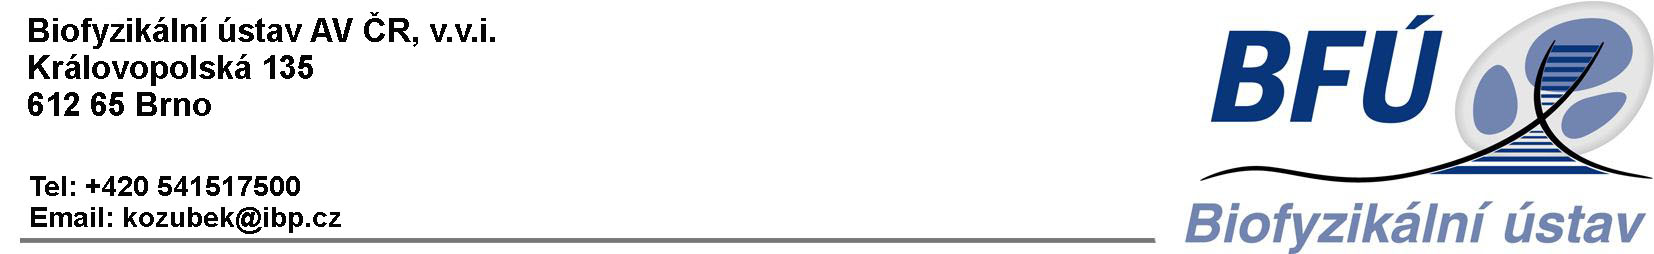 Biofyzikální ústav AV ČR, v.v.i.
Královopolská 135
612 65 Brno
Tel: +420 541517500
Email: kozubek@ibp.cz
BFÚ
Biofyzikální ústav